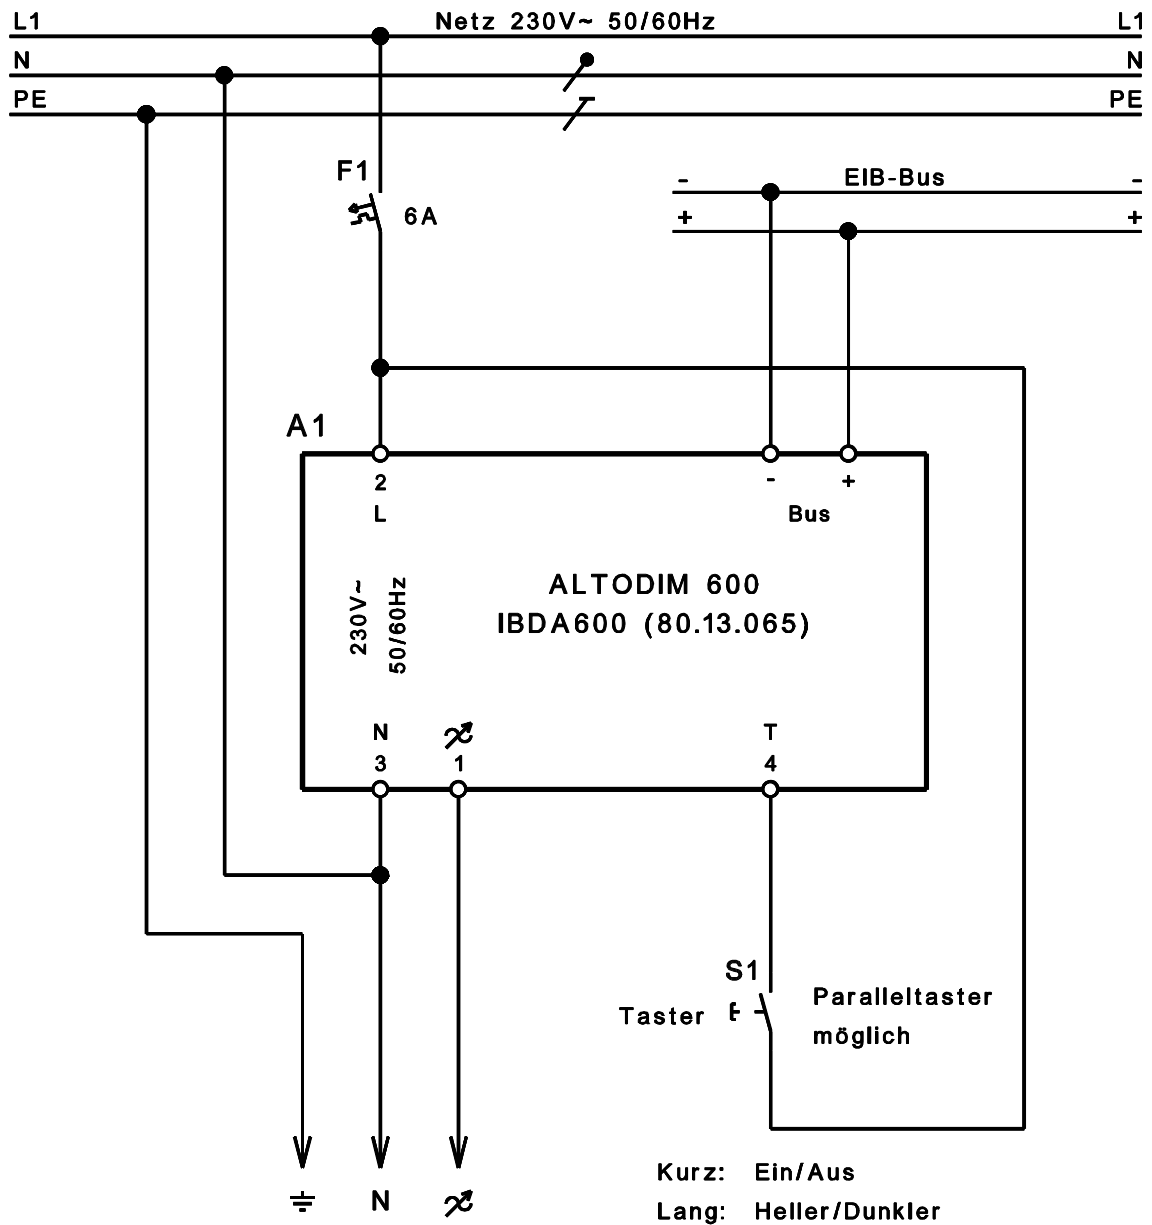 L1 Netz 230V~ 50/60Hz L1
N N
PE PE
F1
6A
- EIB-Bus -
+ +
A1
2 - +
L Bus
230V~
50/60Hz
ALTODIM 600
IBDA600 (80.13.065)
N T
3 1 4
S1
Taster
Paralleltaster
möglich
N
Kurz: Ein/Aus
Lang: Heller/Dunkler